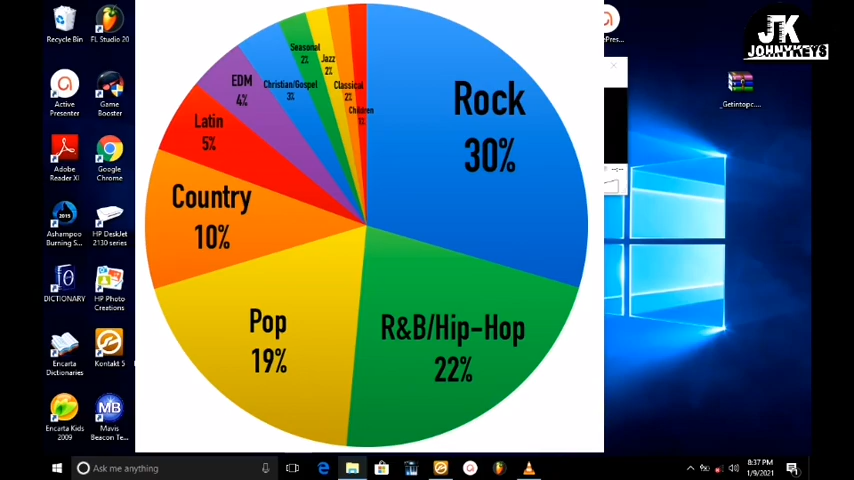 Recycle Bin
FL Studio 20
Active
Presenter
Game
Booster
Adobe
Reader XI
Google
Chrome
2015
Ashampoo
Burning S...
HP DeskJet
2130 series
DICTIONARY
HP Photo
Creations
Encarta
Dictionaries
Kontakt 5
Encarta Kids
2009
MB
Mavis
Beacon Te...
Rock
30%
R&B/Hip-Hop
22%
Pop
19%
Country
10%
Latin
5%
EDM
4%
Christian/Gospel
3%
Seasonal
2%
Jazz
2%
Classical
2%
Children
1%
JK
JOHNYKEYS
_Getintopc....
Ask me anything
8:37 PM
1/9/2021